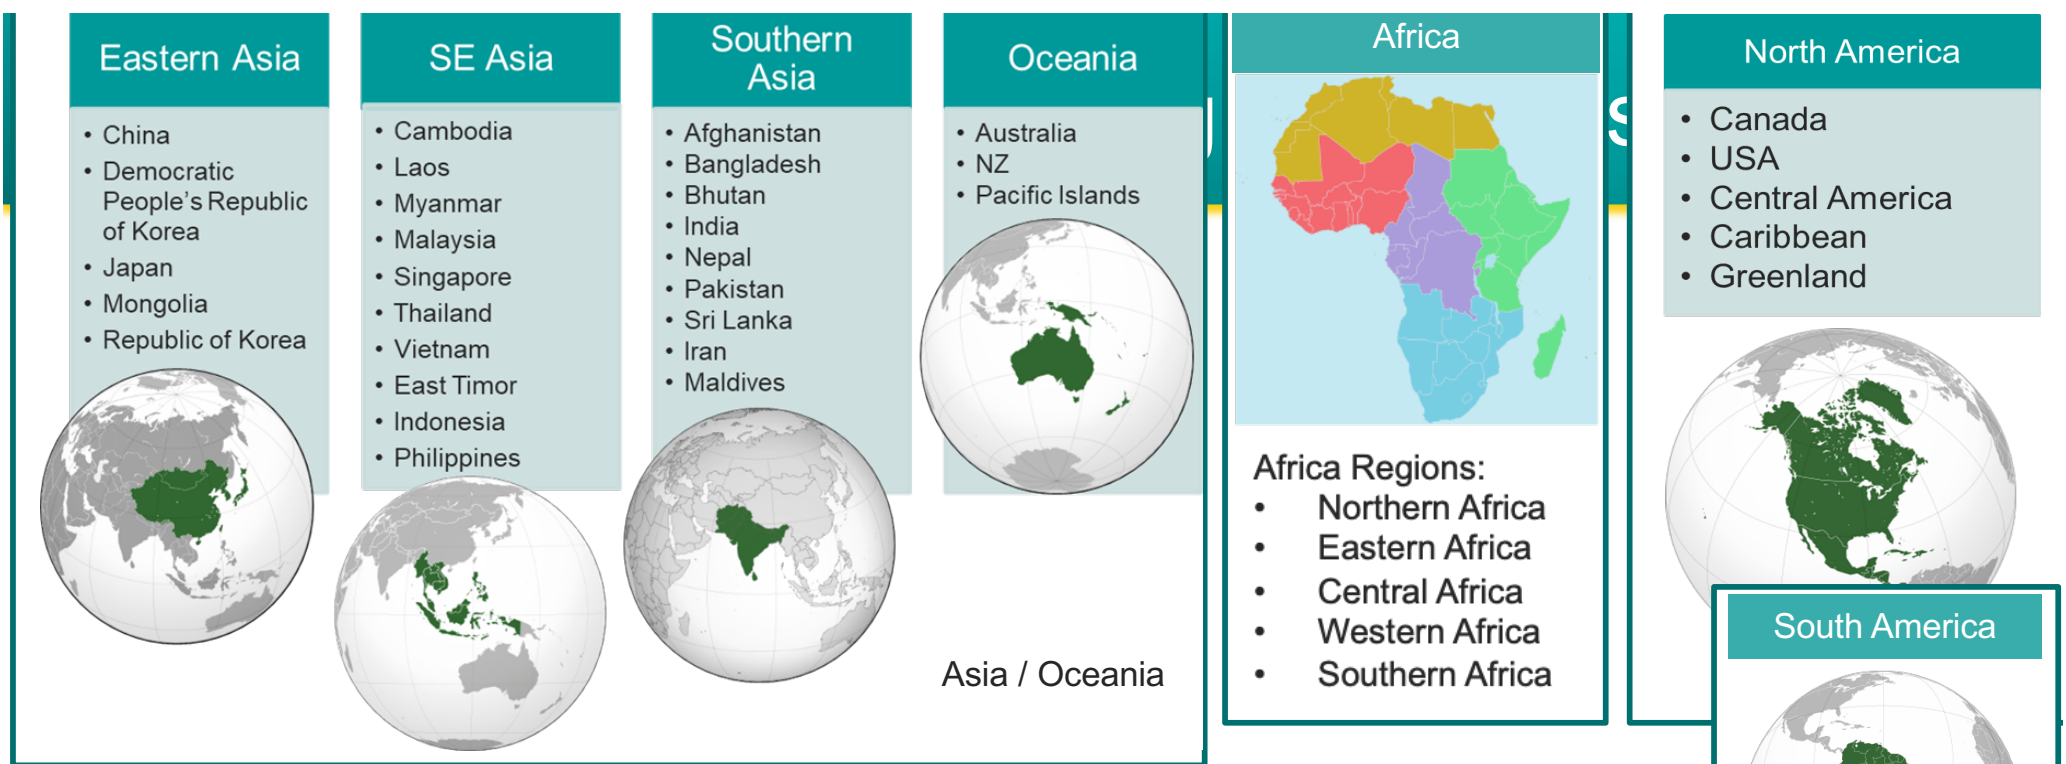 Eastern Asia
• China
• Democratic
People's Republic
of Korea
• Japan
• Mongolia
• Republic of Korea
SE Asia
• Cambodia
• Laos
• Myanmar
• Malaysia
• Singapore
• Thailand
• Vietnam
• East Timor
• Indonesia
• Philippines
Southern
Asia
• Afghanistan
• Bangladesh
• Bhutan
• India
• Nepal
• Pakistan
• Sri Lanka
• Iran
• Maldives
Oceania
• Australia
• NZ
• Pacific Islands
Asia / Oceania
Africa
Africa Regions:
• Northern Africa
• Eastern Africa
• Central Africa
• Western Africa
• Southern Africa
North America
• Canada
• USA
• Central America
• Caribbean
• Greenland
South America